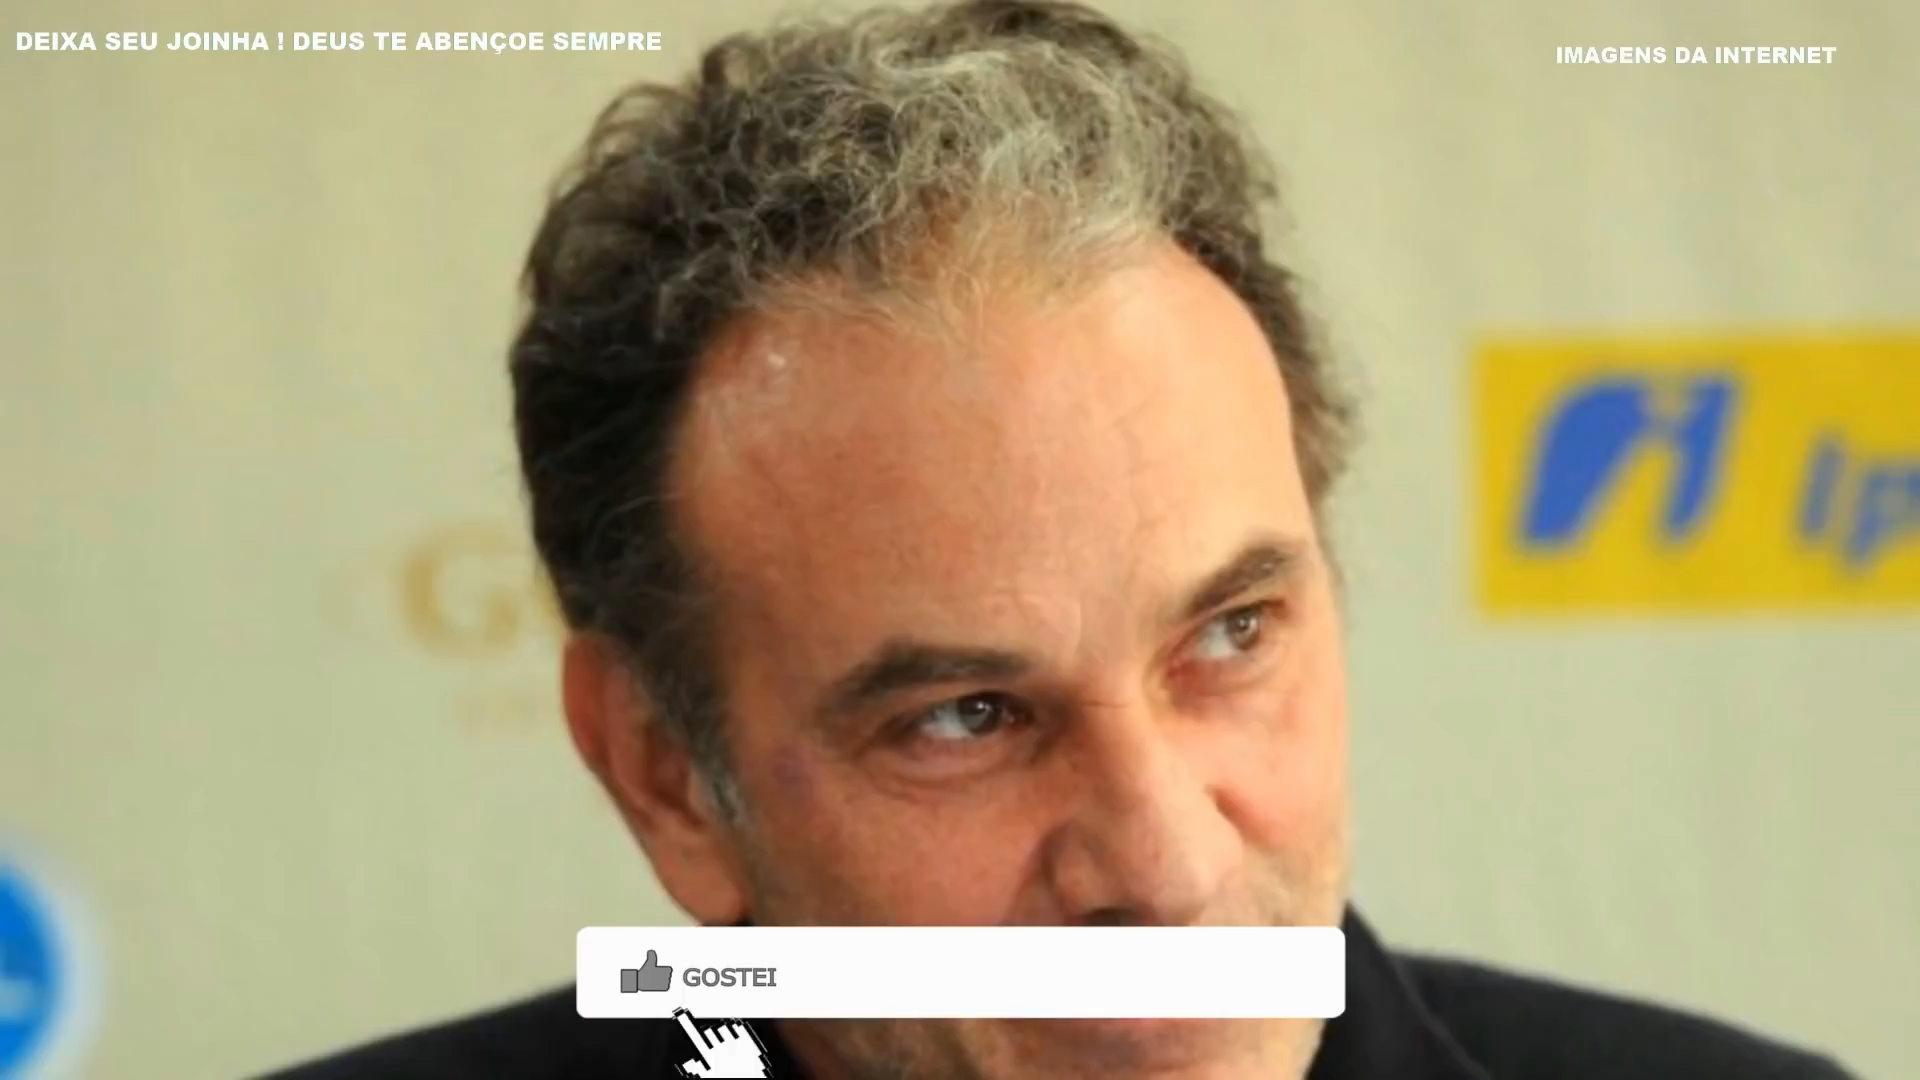 DEIXA SEU JOINHA ! DEUS TE ABENÇOE SEMPRE
IMAGENS DA INTERNET
GOSTEI